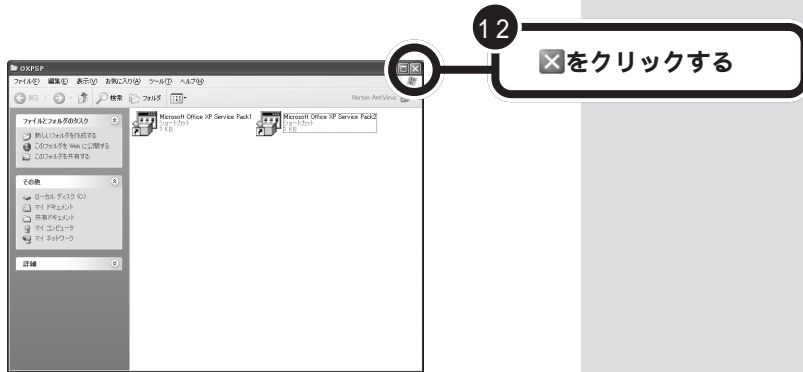 12
をクリックする
OXPSP
ファイル(F) 編集(E) 表示(V) お気に入り(A) ツール(T) ヘルプ(H)
戻る 検索 フォルダ Norton AntiVirus
ファイルとフォルダのタスク
新しいフォルダを作成する
このフォルダを Web に公開する
このフォルダを共有する
その他
ローカル ディスク (C:)
マイ ドキュメント
共有ドキュメント
マイ コンピュータ
マイ ネットワーク
詳細
Microsoft Office XP Service Pack1
ショートカット
1 KB
Microsoft Office XP Service Pack2
ショートカット
1 KB